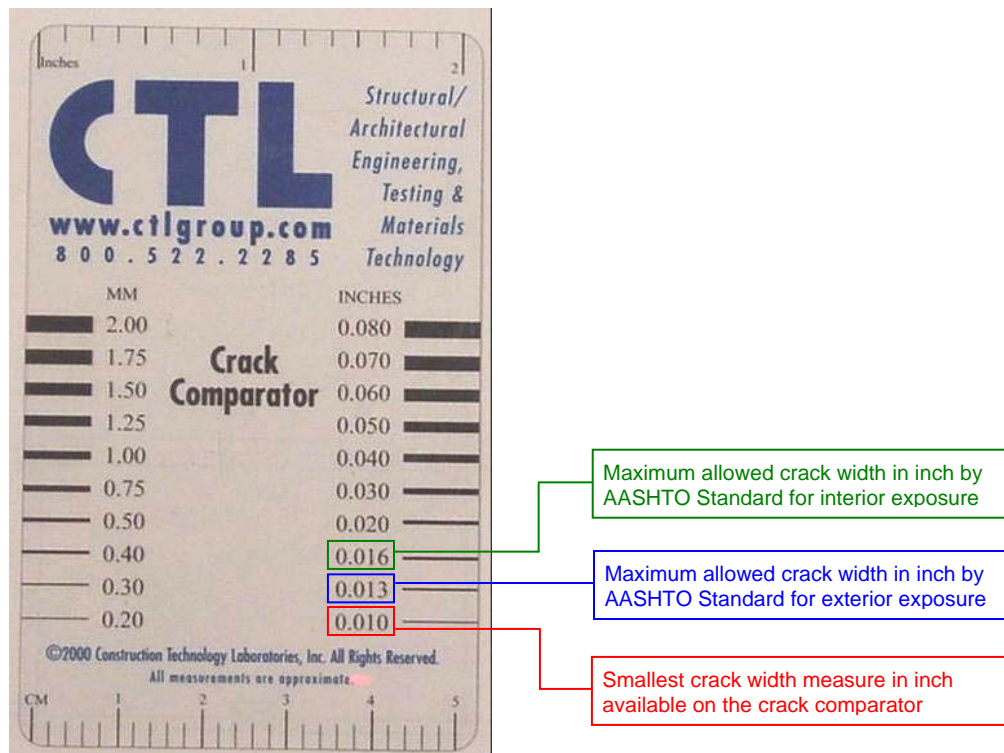 Inches 1 2
CTL
Structural/
Architectural
Engineering,
Testing &
Materials
Technology
www.ctlgroup.com
800.522.2285
MM INCHES
2.00 0.080
1.75 0.070
1.50 0.060
1.25 0.050
1.00 0.040
0.75 0.030
0.50 0.020
0.40 0.016
0.30 0.013
0.20 0.010
Crack
Comparator
©2000 Construction Technology Laboratories, Inc. All Rights Reserved.
All measurements are approximate.
CM 1 2 3 4 5
Maximum allowed crack width in inch by
AASHTO Standard for interior exposure
Maximum allowed crack width in inch by
AASHTO Standard for exterior exposure
Smallest crack width measure in inch
available on the crack comparator